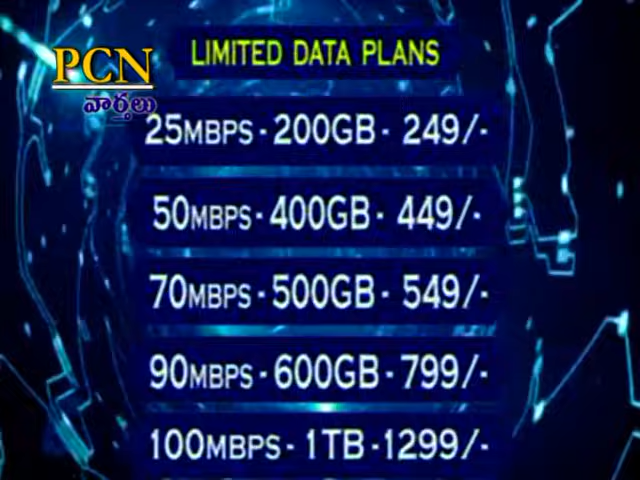 LIMITED DATA PLANS
PCN
వార్తలు
25MBPS - 200GB - 249/-
50MBPS - 400GB - 449/-
70MBPS - 500GB - 549/-
90MBPS - 600GB - 799/-
100MBPS - 1TB -1299/-